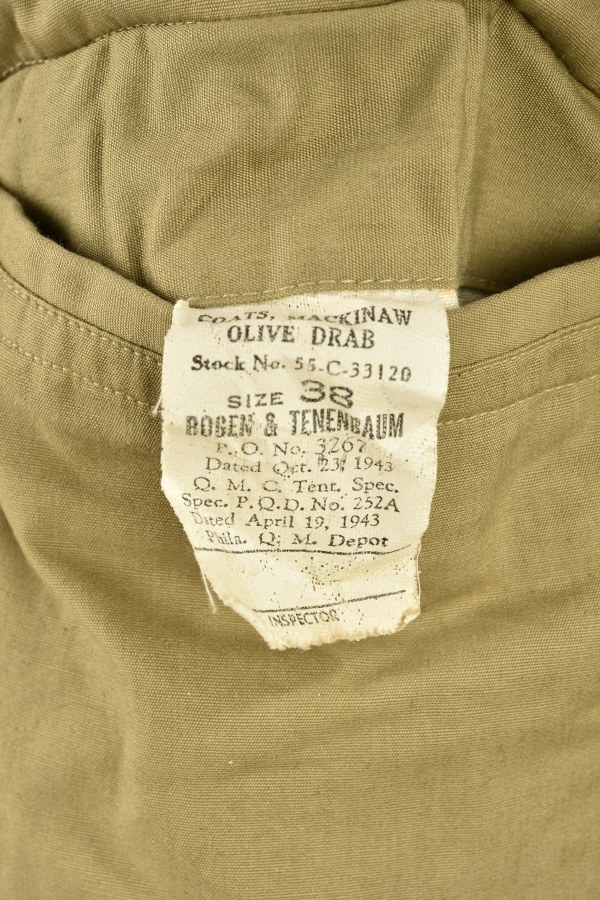 COATS, MACKINAW
OLIVE DRAB
Stock No. 55-C-33120
SIZE 38
BOGEN & TENENBAUM
P. O. No. 3267
Dated Oct. 23, 1943
Q. M. C. Tent. Spec.
Spec. P. Q. D. No. 252A
Dated April 19, 1943
Phila. Q. M. Depot
INSPECTOR